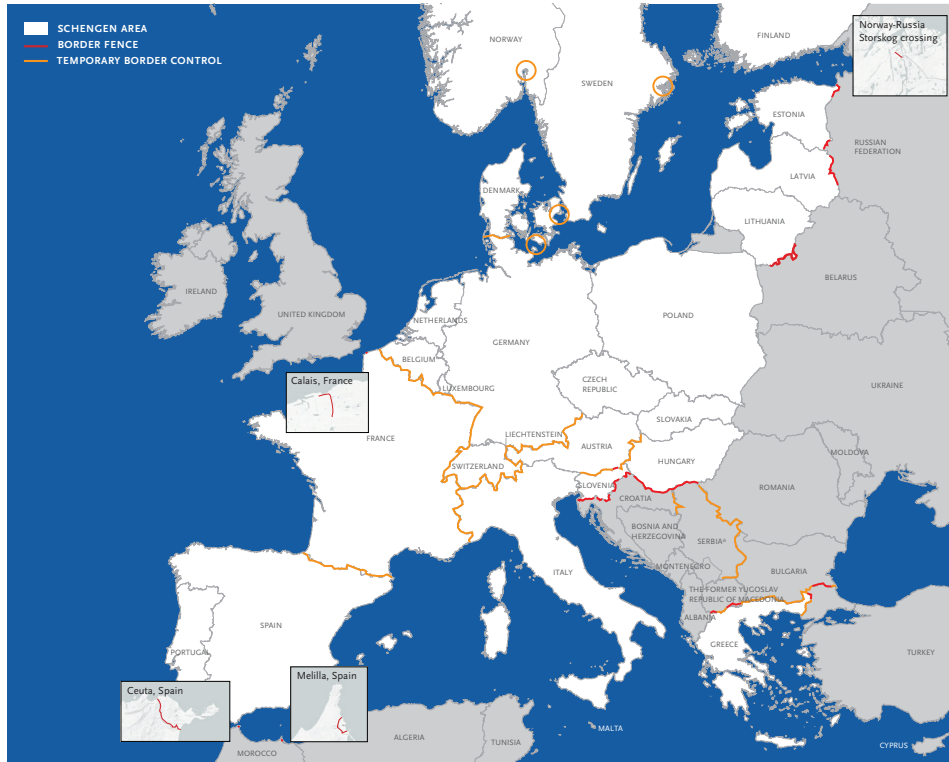 SCHENGEN AREA
BORDER FENCE
TEMPORARY BORDER CONTROL
Norway-Russia
Storskog crossing
FINLAND
NORWAY
SWEDEN
ESTONIA
RUSSIAN
FEDERATION
LATVIA
DENMARK
LITHUANIA
BELARUS
IRELAND
UNITED KINGDOM
NETHERLANDS
POLAND
GERMANY
BELGIUM
Calais, France
LUXEMBOURG
CZECH
REPUBLIC
UKRAINE
SLOVAKIA
FRANCE
LIECHTENSTEIN
AUSTRIA
MOLDOVA
SWITZERLAND
HUNGARY
SLOVENIA
ROMANIA
CROATIA
BOSNIA AND
HERZEGOVINA
SERBIA*
MONTENEGRO
ITALY
BULGARIA
THE FORMER YUGOSLAV
REPUBLIC OF MACEDONIA
ALBANIA
SPAIN
PORTUGAL
GREECE
TURKEY
Ceuta, Spain
Melilla, Spain
MALTA
ALGERIA
TUNISIA
CYPRUS
MOROCCO